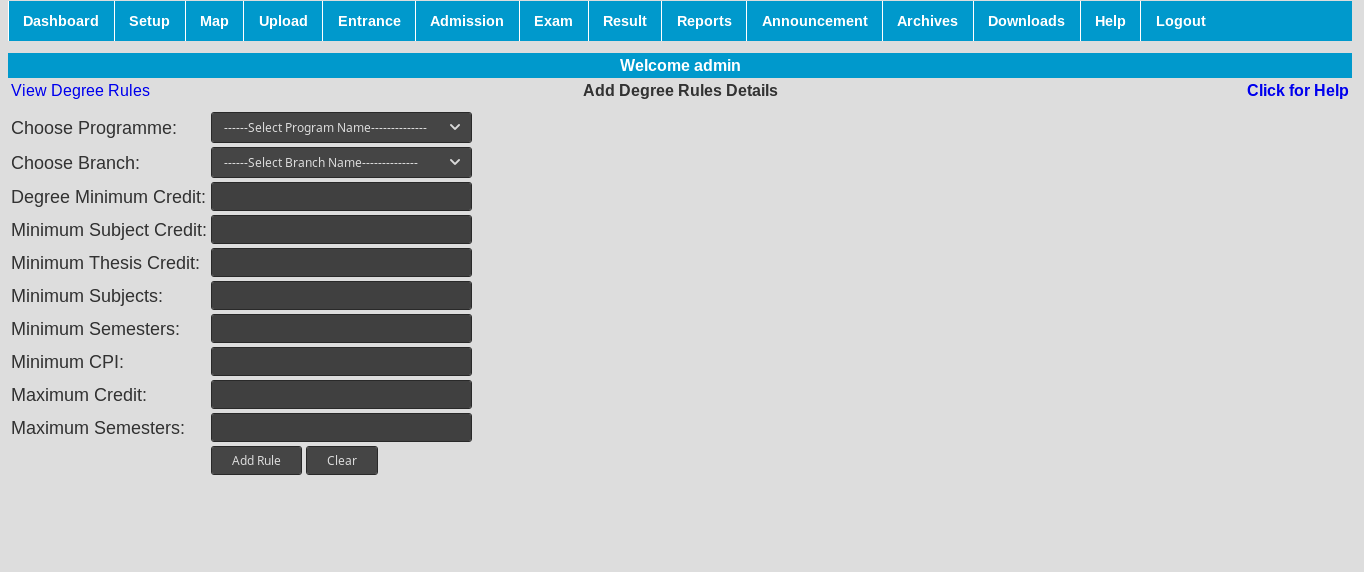 Dashboard Setup Map Upload Entrance Admission Exam Result Reports Announcement Archives Downloads Help Logout
Welcome admin
View Degree Rules Add Degree Rules Details Click for Help
Choose Programme: ------Select Program Name--------------
Choose Branch: ------Select Branch Name--------------
Degree Minimum Credit:
Minimum Subject Credit:
Minimum Thesis Credit:
Minimum Subjects:
Minimum Semesters:
Minimum CPI:
Maximum Credit:
Maximum Semesters:
Add Rule Clear